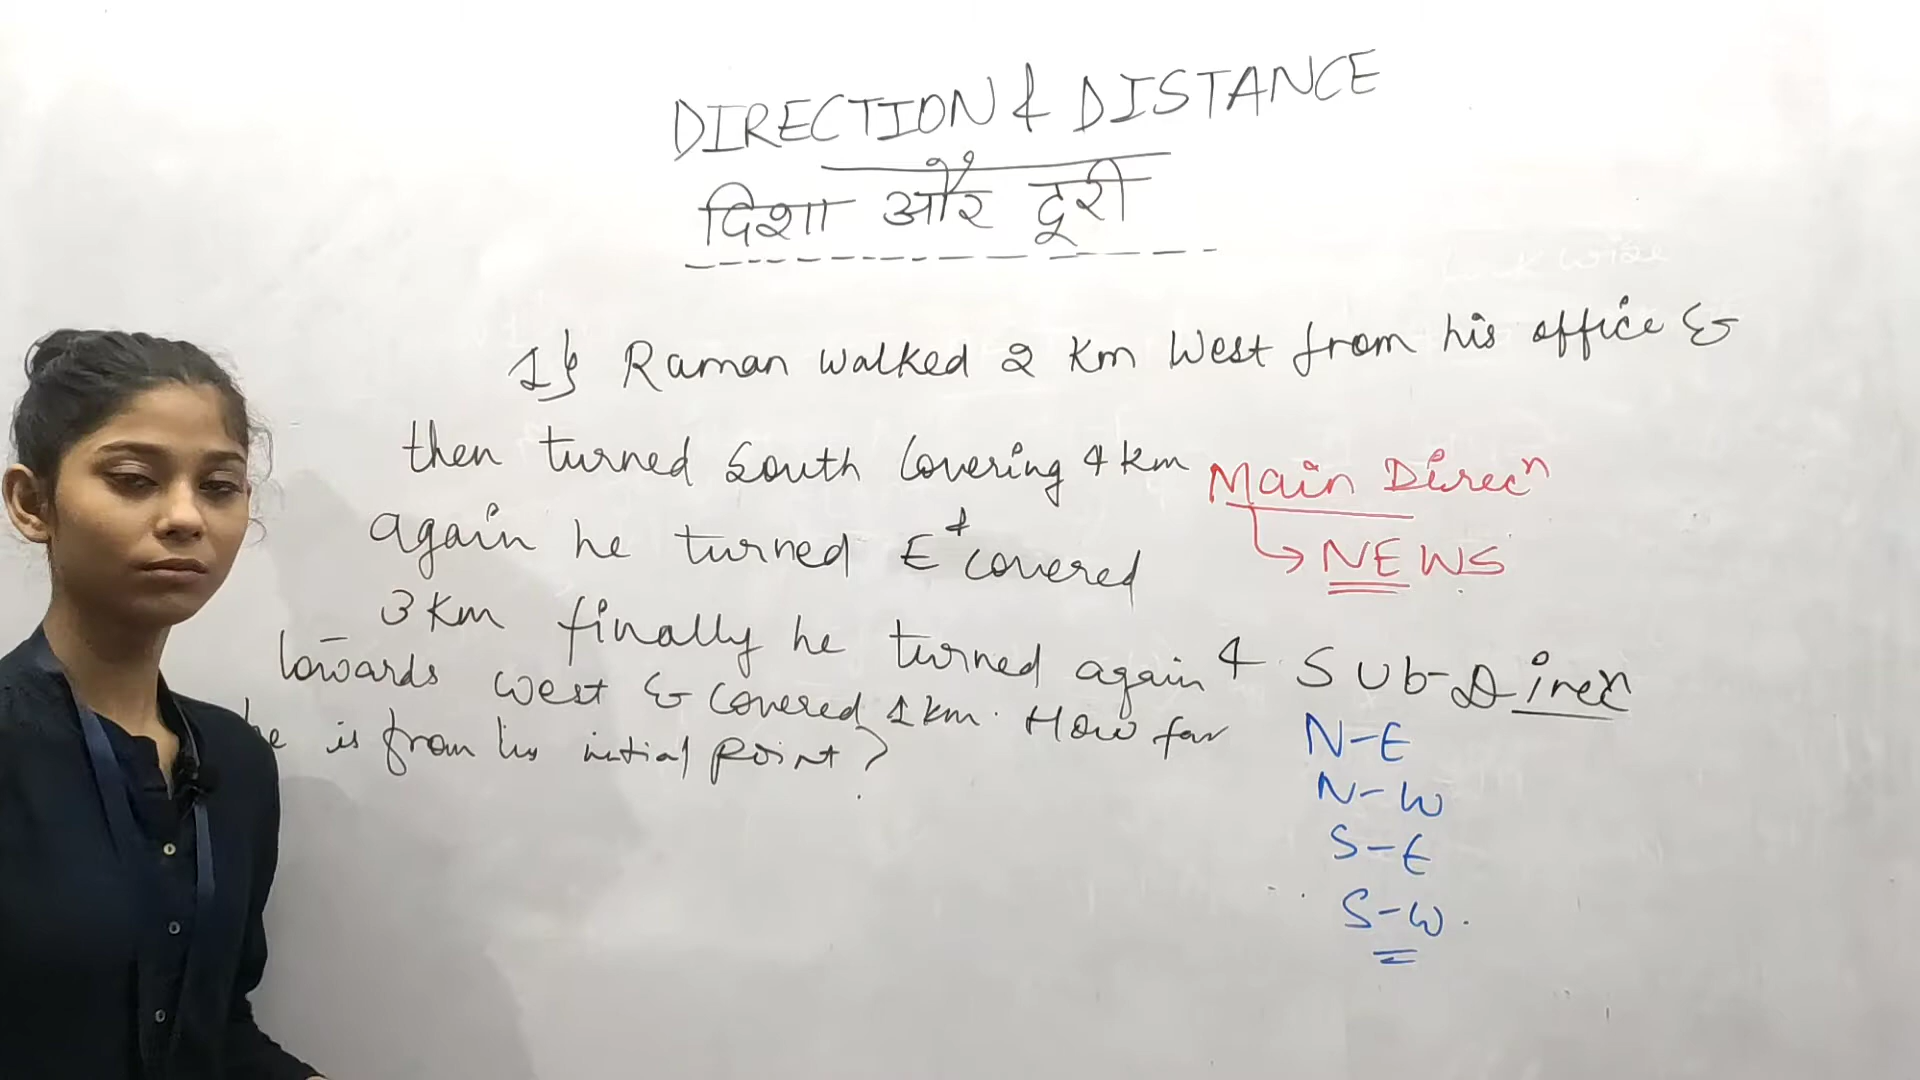 DIRECTION & DISTANCE
दिशा और दूरी
1} Raman walked 2 Km West from his office &
then turned South Covering 4 km
again he turned E & covered
3 Km finally he turned again
towards west & covered 1 km. How far
he is from his initial point?
Main Direcn
NEWS
4 Sub-Direcn
N-E
N-W
S-E
S-W